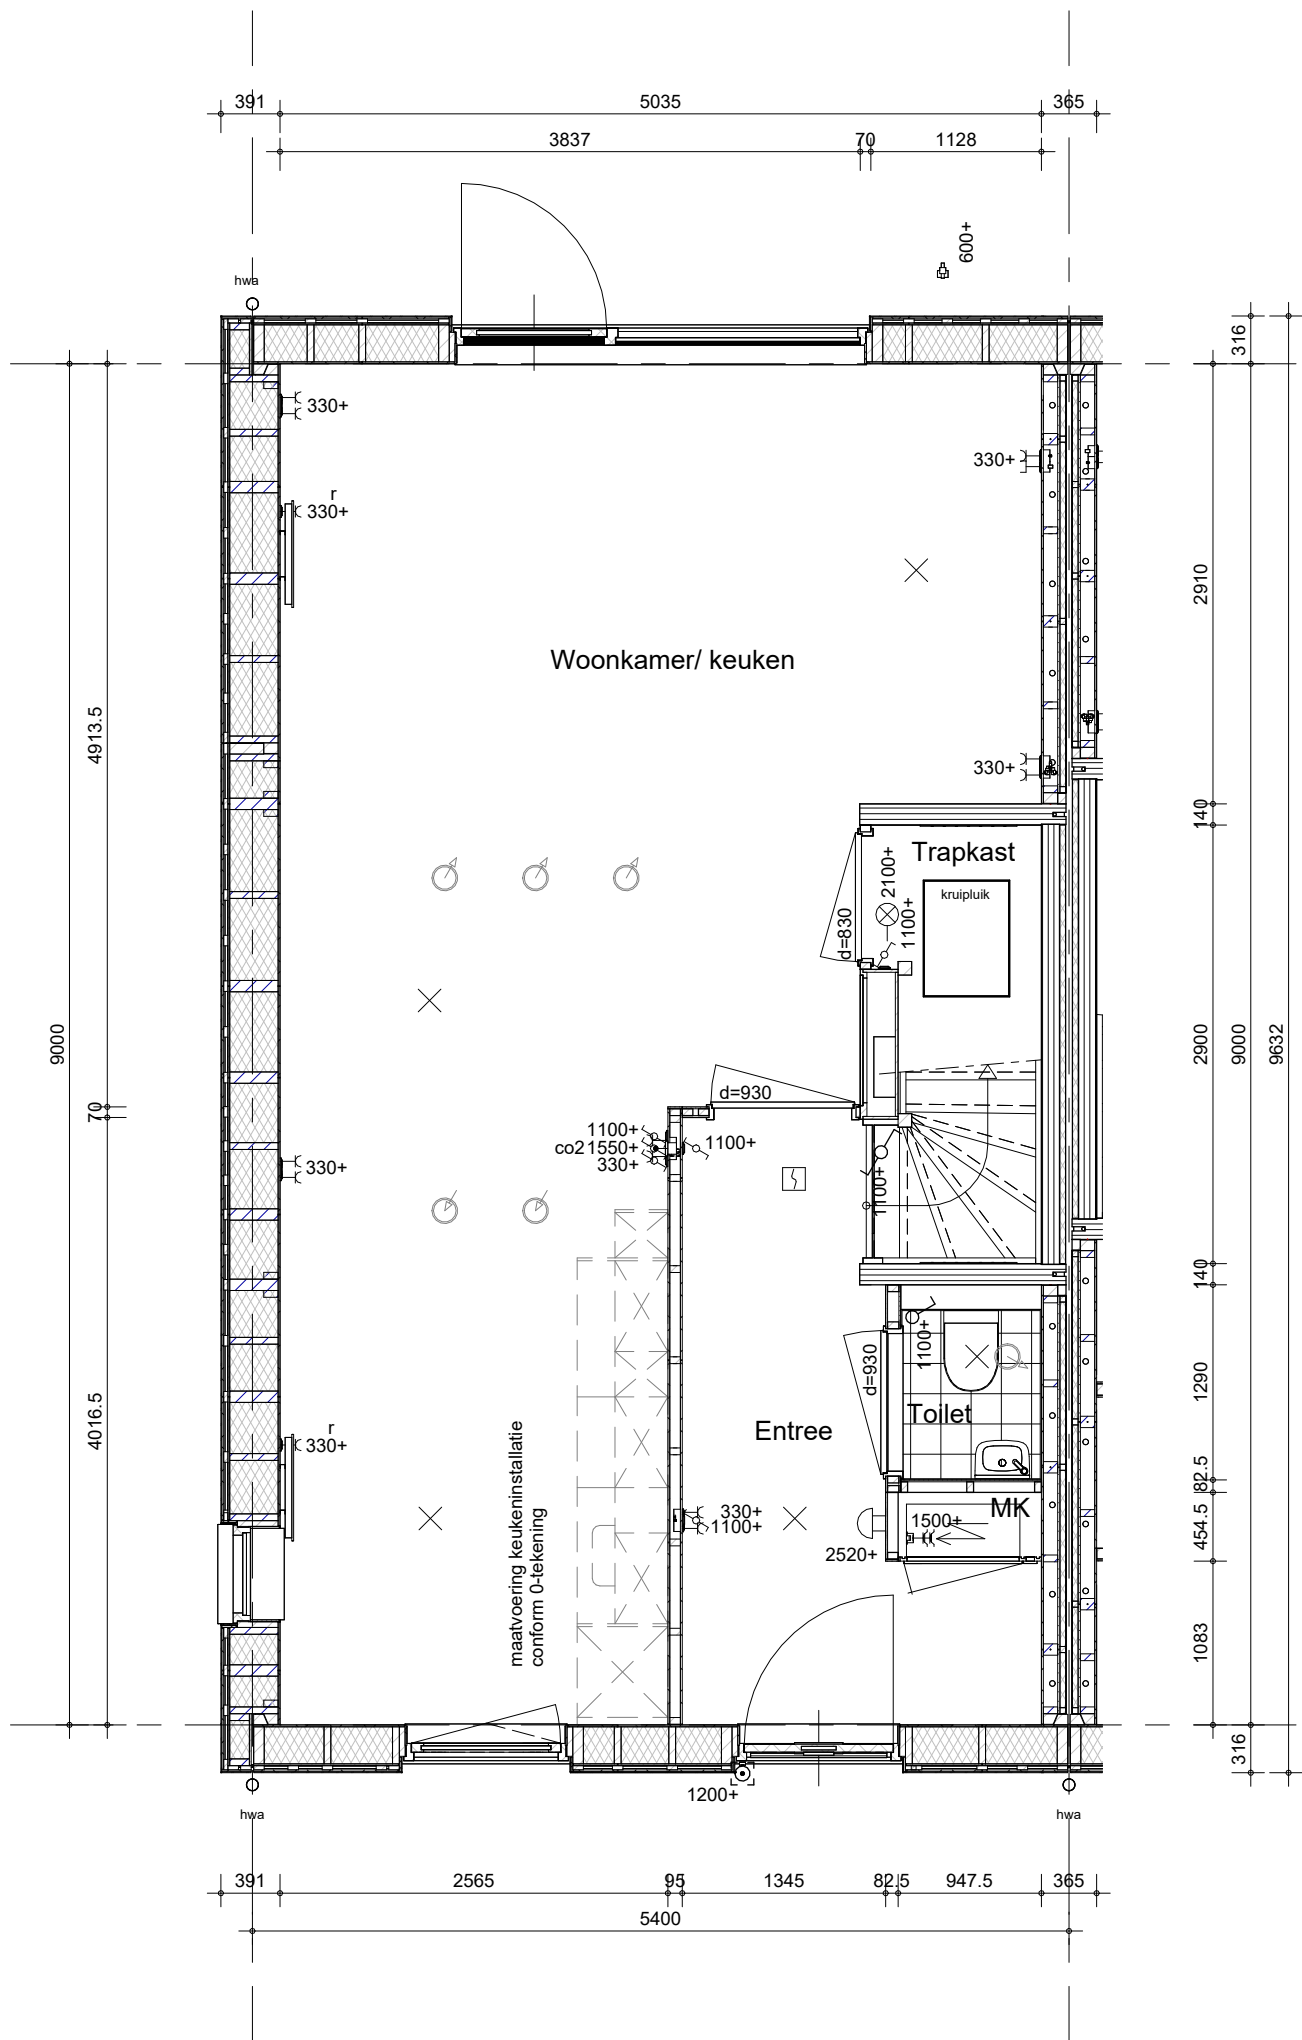 391
5035
365
3837
70
1128
600+
hwa
316
330+
330+
r
330+
2910
Woonkamer/ keuken
4913.5
330+
140
Trapkast
kruipluik
2100+
1100+
d=830
9000
2900
9000
9632
70
d=930
1100+
co2 1550+
330+
1100+
330+
1100+
140
1100+
d=930
1290
4016.5
Toilet
Entree
r
330+
maatvoering keukeninstallatie
conform 0-tekening
82.5
MK
330+
1100+
1500+
454.5
2520+
1083
316
1200+
hwa
hwa
391
2565
95
1345
82.5
947.5
365
5400